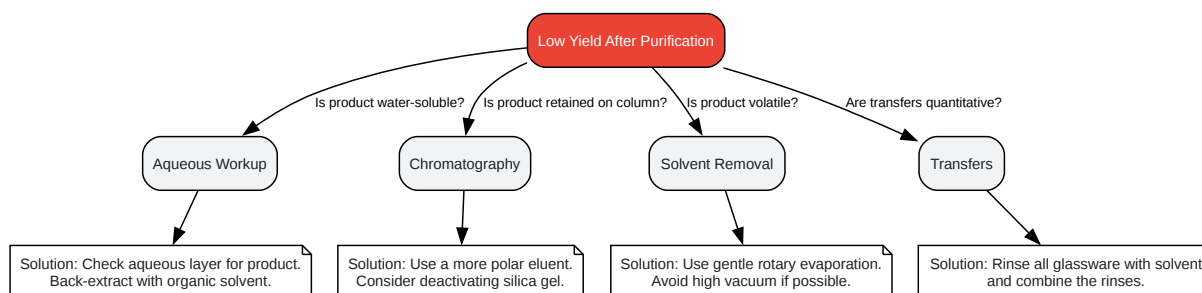 Low Yield After Purification
Is product water-soluble?
Is product retained on column?
Is product volatile?
Are transfers quantitative?
Aqueous Workup
Chromatography
Solvent Removal
Transfers
Solution: Check aqueous layer for product.
Back-extract with organic solvent.
Solution: Use a more polar eluent.
Consider deactivating silica gel.
Solution: Use gentle rotary evaporation.
Avoid high vacuum if possible.
Solution: Rinse all glassware with solvent
and combine the rinses.